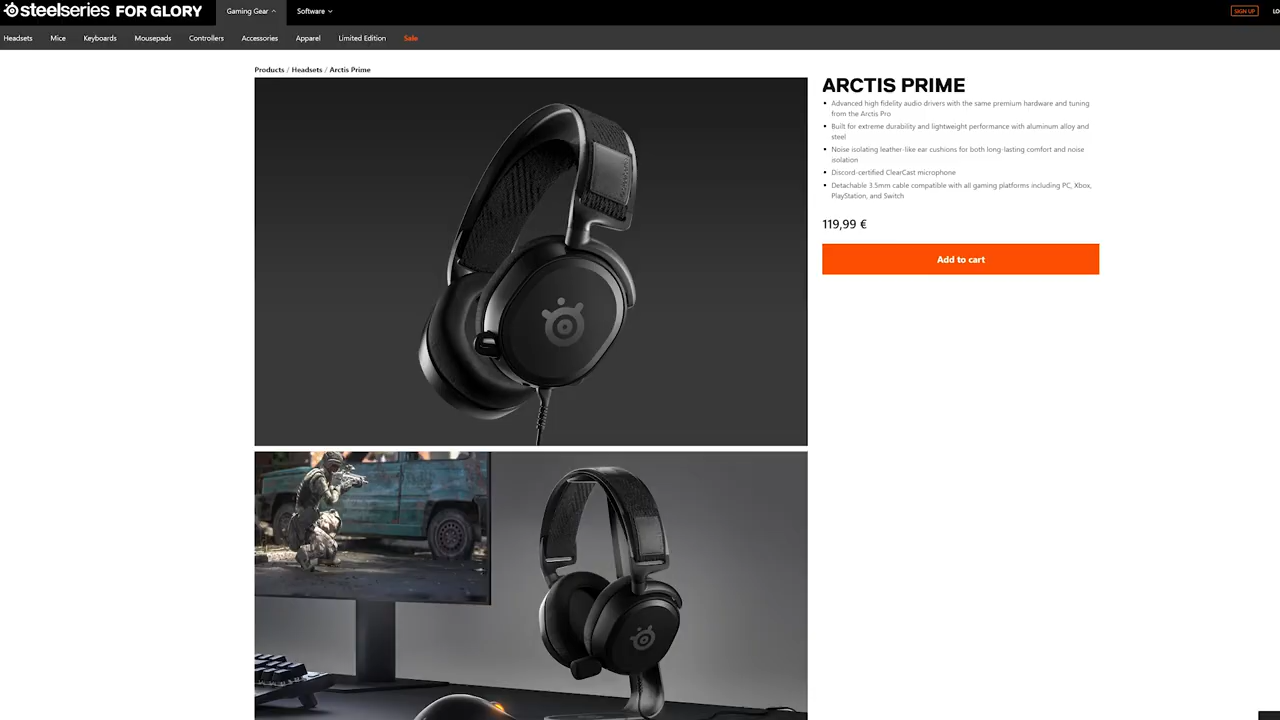 steelseries FOR GLORY
Gaming Gear
Software
SIGN UP
LO
Headsets
Mice
Keyboards
Mousepads
Controllers
Accessories
Apparel
Limited Edition
Sale
Products / Headsets / Arctis Prime
ARCTIS PRIME
Advanced high fidelity audio drivers with the same premium hardware and tuning
from the Arctis Pro
Built for extreme durability and lightweight performance with aluminum alloy and
steel
Noise isolating leather-like ear cushions for both long-lasting comfort and noise
isolation
Discord-certified ClearCast microphone
Detachable 3.5mm cable compatible with all gaming platforms including PC, Xbox,
PlayStation, and Switch
119,99 €
Add to cart